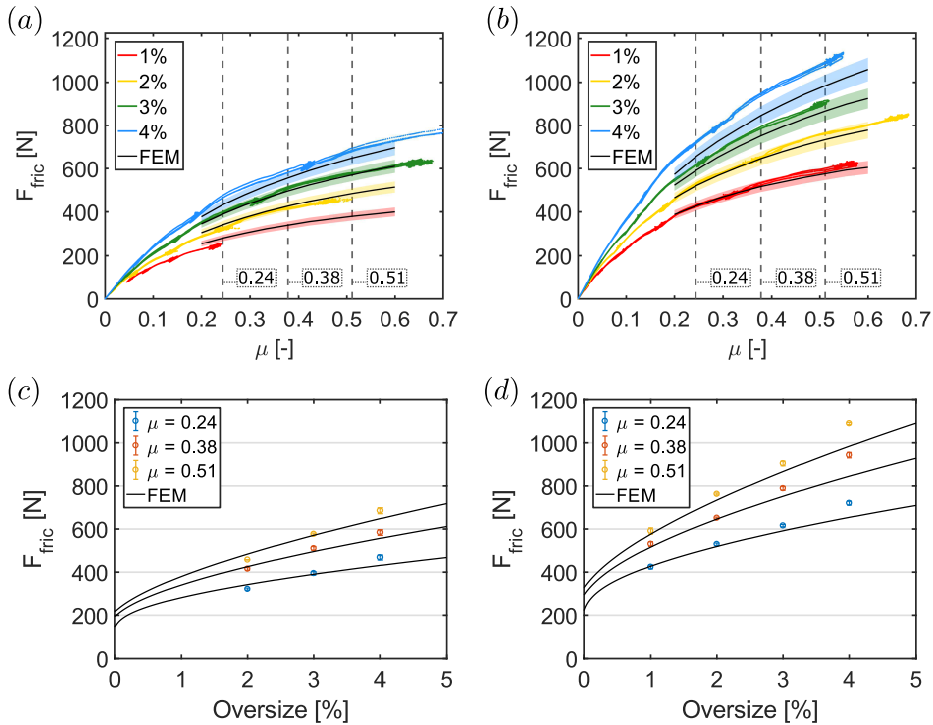 (a)
1200
1000
800
600
400
200
0
F_fric [N]
1%
2%
3%
4%
FEM
0.24
0.38
0.51
0 0.1 0.2 0.3 0.4 0.5 0.6 0.7
μ [-]
(b)
1200
1000
800
600
400
200
0
F_fric [N]
1%
2%
3%
4%
FEM
0.24
0.38
0.51
0 0.1 0.2 0.3 0.4 0.5 0.6 0.7
μ [-]
(c)
1200
1000
800
600
400
200
0
F_fric [N]
μ = 0.24
μ = 0.38
μ = 0.51
FEM
0 1 2 3 4 5
Oversize [%]
(d)
1200
1000
800
600
400
200
0
F_fric [N]
μ = 0.24
μ = 0.38
μ = 0.51
FEM
0 1 2 3 4 5
Oversize [%]